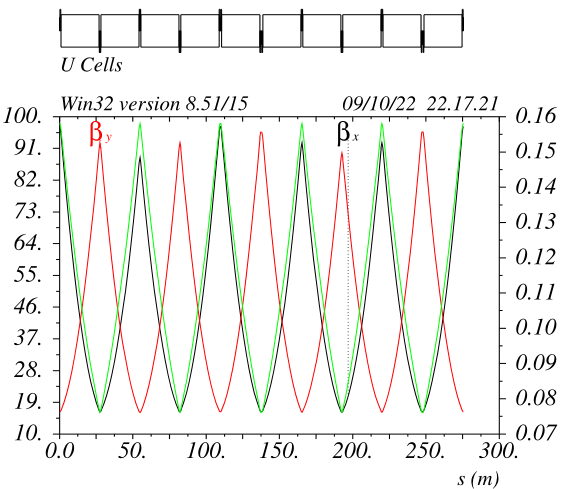 U Cells
Win32 version 8.51/15 09/10/22 22.17.21
100. 0.16
βy βx
91. 0.15
82. 0.14
73. 0.13
64. 0.12
55. 0.11
46. 0.10
37. 0.09
28. 0.08
19. 0.07
10.
0.0 50. 100. 150. 200. 250. 300.
s (m)